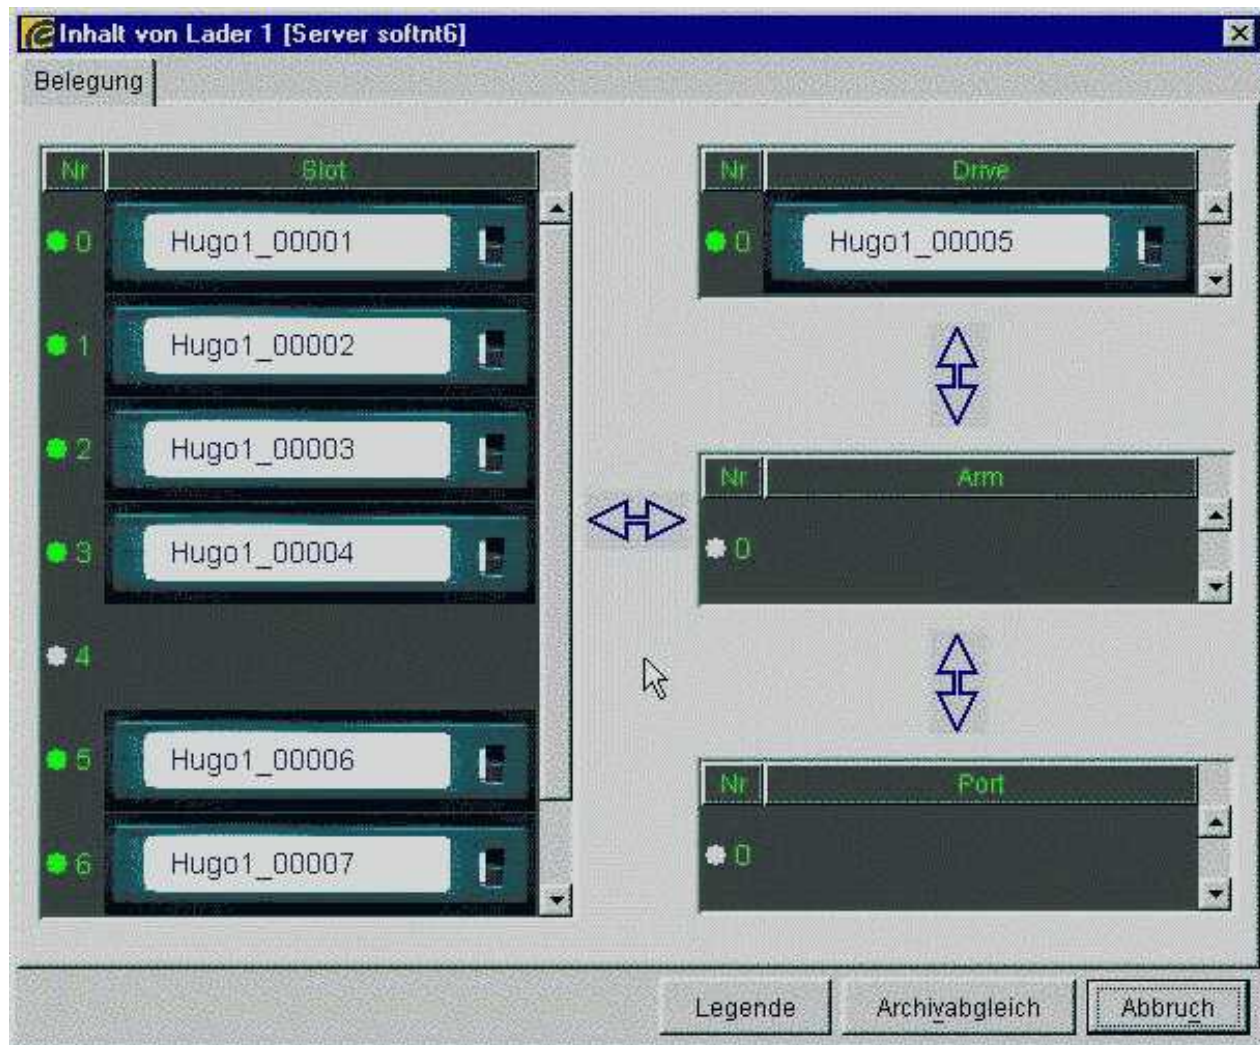 Inhalt von Lader 1 [Server softnt6]
Belegung
Nr Slot
0 Hugo1_00001
1 Hugo1_00002
2 Hugo1_00003
3 Hugo1_00004
4
5 Hugo1_00006
6 Hugo1_00007
Nr Drive
0 Hugo1_00005
Nr Arm
0
Nr Port
0
Legende
Archivabgleich
Abbruch